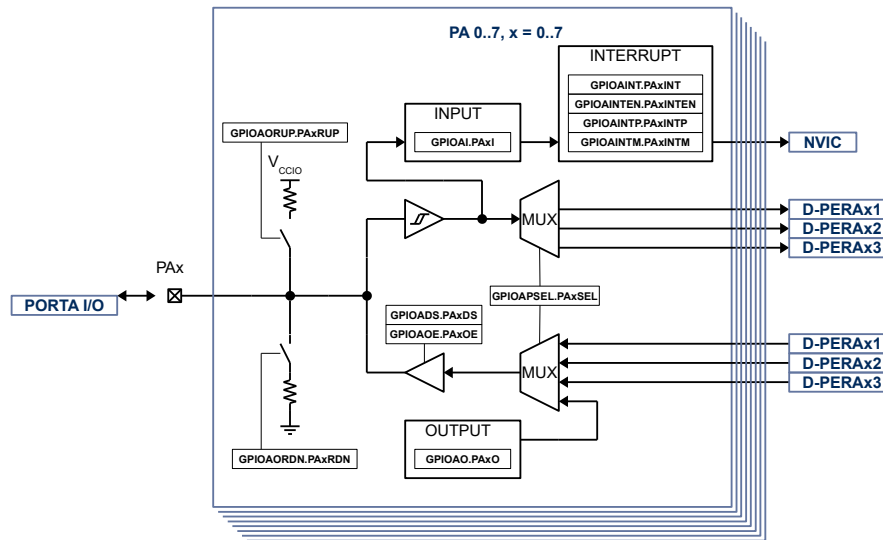 PA 0..7, x = 0..7
INTERRUPT
GPIOAINT.PAxINT
GPIOAINTEN.PAxINTEN
GPIOAINTP.PAxINTP
GPIOAINTM.PAxINTM
INPUT
GPIOAI.PAxI
NVIC
GPIOAORUP.PAxRUP
VCCIO
MUX
D-PERAx1
D-PERAx2
D-PERAx3
PAx
PORTA I/O
GPIOADS.PAxDS
GPIOAOE.PAxOE
GPIOAPSEL.PAxSEL
MUX
D-PERAx1
D-PERAx2
D-PERAx3
OUTPUT
GPIOAO.PAxO
GPIOAORDN.PAxRDN